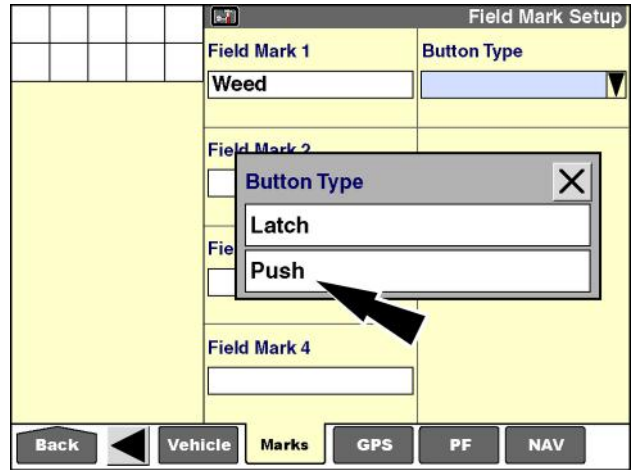 Field Mark Setup
Field Mark 1
Button Type
Weed
Field Mark 2
Button Type
Latch
Fie
Push
Field Mark 4
Back
Vehicle
Marks
GPS
PF
NAV